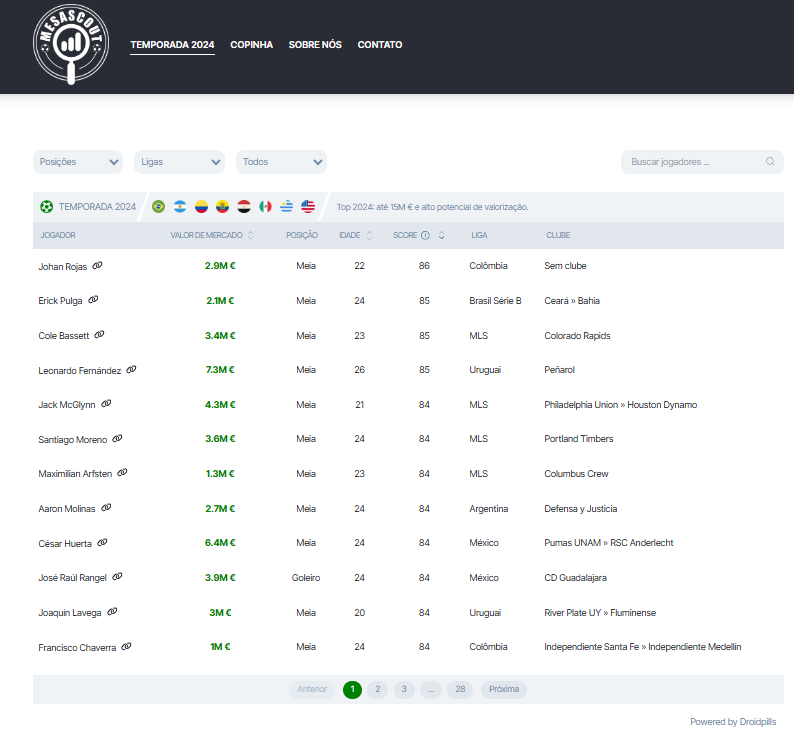 MESASCOUT
TEMPORADA 2024 COPINHA SOBRE NÓS CONTATO
Posições Ligas Todos Buscar jogadores ...
TEMPORADA 2024 Top 2024: até 15M € e alto potencial de valorização.
JOGADOR VALOR DE MERCADO POSIÇÃO IDADE SCORE LIGA CLUBE
Johan Rojas 2.9M € Meia 22 86 Colômbia Sem clube
Erick Pulga 2.1M € Meia 24 85 Brasil Série B Ceará » Bahia
Cole Bassett 3.4M € Meia 23 85 MLS Colorado Rapids
Leonardo Fernández 7.3M € Meia 26 85 Uruguai Peñarol
Jack McGlynn 4.3M € Meia 21 84 MLS Philadelphia Union » Houston Dynamo
Santiago Moreno 3.6M € Meia 24 84 MLS Portland Timbers
Maximilian Arfsten 1.3M € Meia 23 84 MLS Columbus Crew
Aaron Molinas 2.7M € Meia 24 84 Argentina Defensa y Justicia
César Huerta 6.4M € Meia 24 84 México Pumas UNAM » RSC Anderlecht
José Raúl Rangel 3.9M € Goleiro 24 84 México CD Guadalajara
Joaquín Lavega 3M € Meia 20 84 Uruguai River Plate UY » Fluminense
Francisco Chaverra 1M € Meia 24 84 Colômbia Independiente Santa Fe » Independiente Medellín
Anterior 1 2 3 ... 28 Próxima
Powered by Droidpills